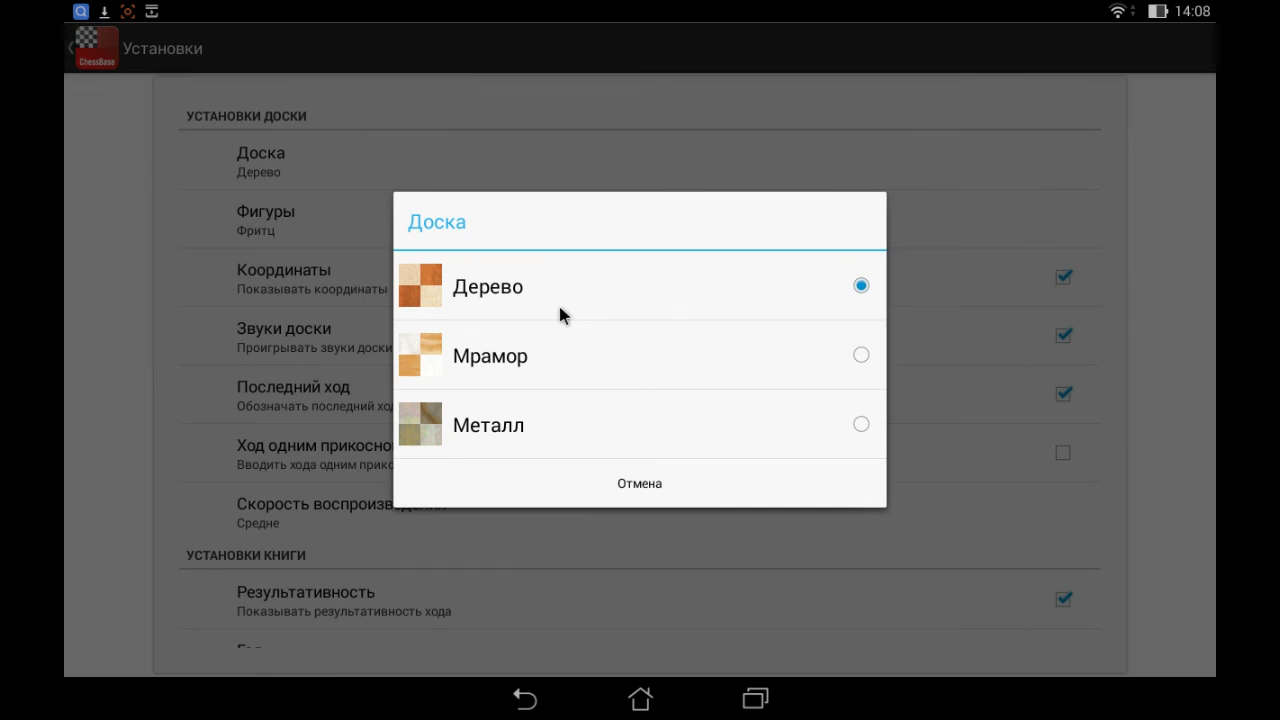 14:08
ChessBase
Установки
УСТАНОВКИ ДОСКИ
Доска
Дерево
Фигуры
Фритц
Координаты
Показывать координаты
Звуки доски
Проигрывать звуки доски
Последний ход
Обозначать последний ход
Ход одним прикосно
Вводить хода одним прик
Скорость воспроизведения
Средне
УСТАНОВКИ КНИГИ
Результативность
Показывать результативность хода
Доска
Дерево
Мрамор
Металл
Отмена